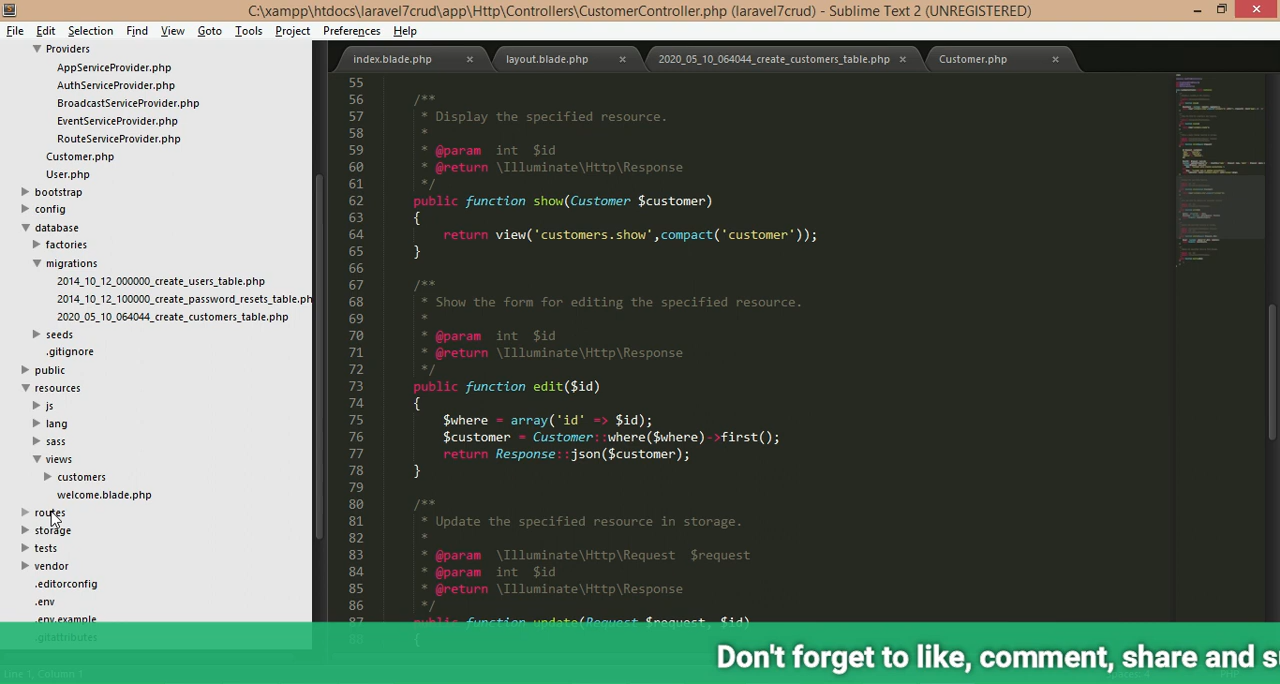 C:\xampp\htdocs\laravel7crud\app\Http\Controllers\CustomerController.php (laravel7crud) - Sublime Text 2 (UNREGISTERED)
File Edit Selection Find View Goto Tools Project Preferences Help
Providers
AppServiceProvider.php
AuthServiceProvider.php
BroadcastServiceProvider.php
EventServiceProvider.php
RouteServiceProvider.php
Customer.php
User.php
bootstrap
config
database
factories
migrations
2014_10_12_000000_create_users_table.php
2014_10_12_100000_create_password_resets_table.ph
2020_05_10_064044_create_customers_table.php
seeds
.gitignore
public
resources
js
lang
sass
views
customers
welcome.blade.php
routes
storage
tests
vendor
.editorconfig
.env
.env.example
.gitattributes
index.blade.php × layout.blade.php × 2020_05_10_064044_create_customers_table.php × Customer.php ×
55
56 /**
57 * Display the specified resource.
58 *
59 * @param int $id
60 * @return \Illuminate\Http\Response
61 */
62 public function show(Customer $customer)
63 {
64 return view('customers.show',compact('customer'));
65 }
66
67 /**
68 * Show the form for editing the specified resource.
69 *
70 * @param int $id
71 * @return \Illuminate\Http\Response
72 */
73 public function edit($id)
74 {
75 $where = array('id' => $id);
76 $customer = Customer::where($where)->first();
77 return Response::json($customer);
78 }
79
80 /**
81 * Update the specified resource in storage.
82 *
83 * @param \Illuminate\Http\Request $request
84 * @param int $id
85 * @return \Illuminate\Http\Response
86 */
87 public function update(Request $request, $id)
88 {
Don't forget to like, comment, share and s
Line 1, Column 1